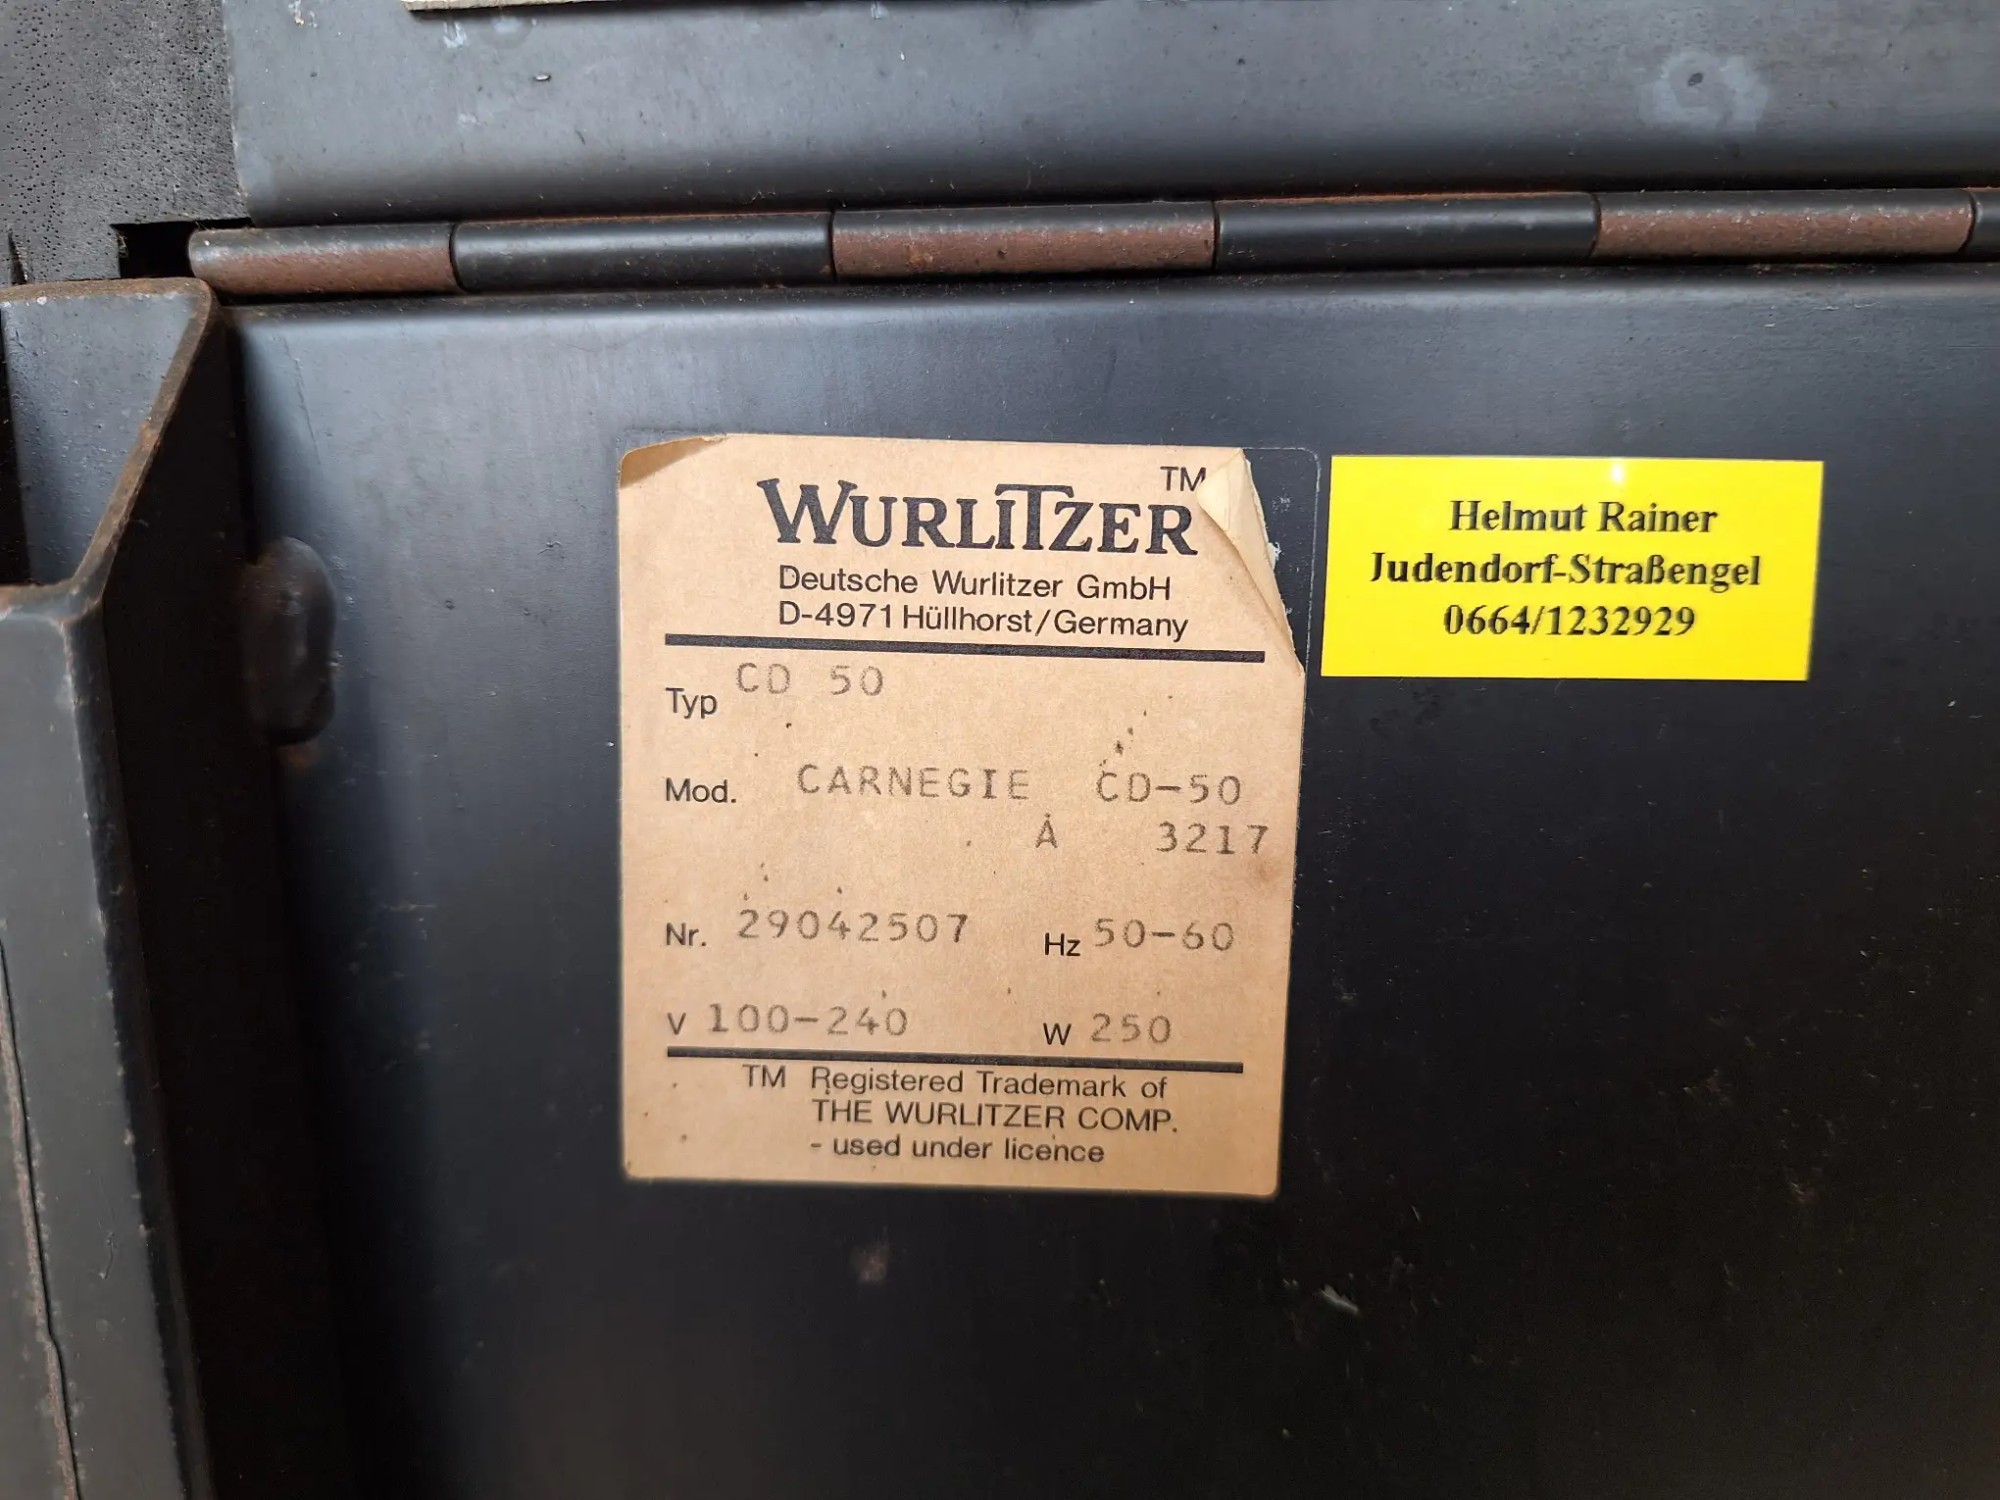 WURLITZER TM
Deutsche Wurlitzer GmbH
D-4971 Hüllhorst/Germany
Typ CD 50
Mod. CARNEGIE CD-50
A 3217
Nr. 29042507 Hz 50-60
V 100-240 W 250
TM Registered Trademark of
THE WURLITZER COMP.
- used under licence
Helmut Rainer
Judendorf-Straßengel
0664/1232929